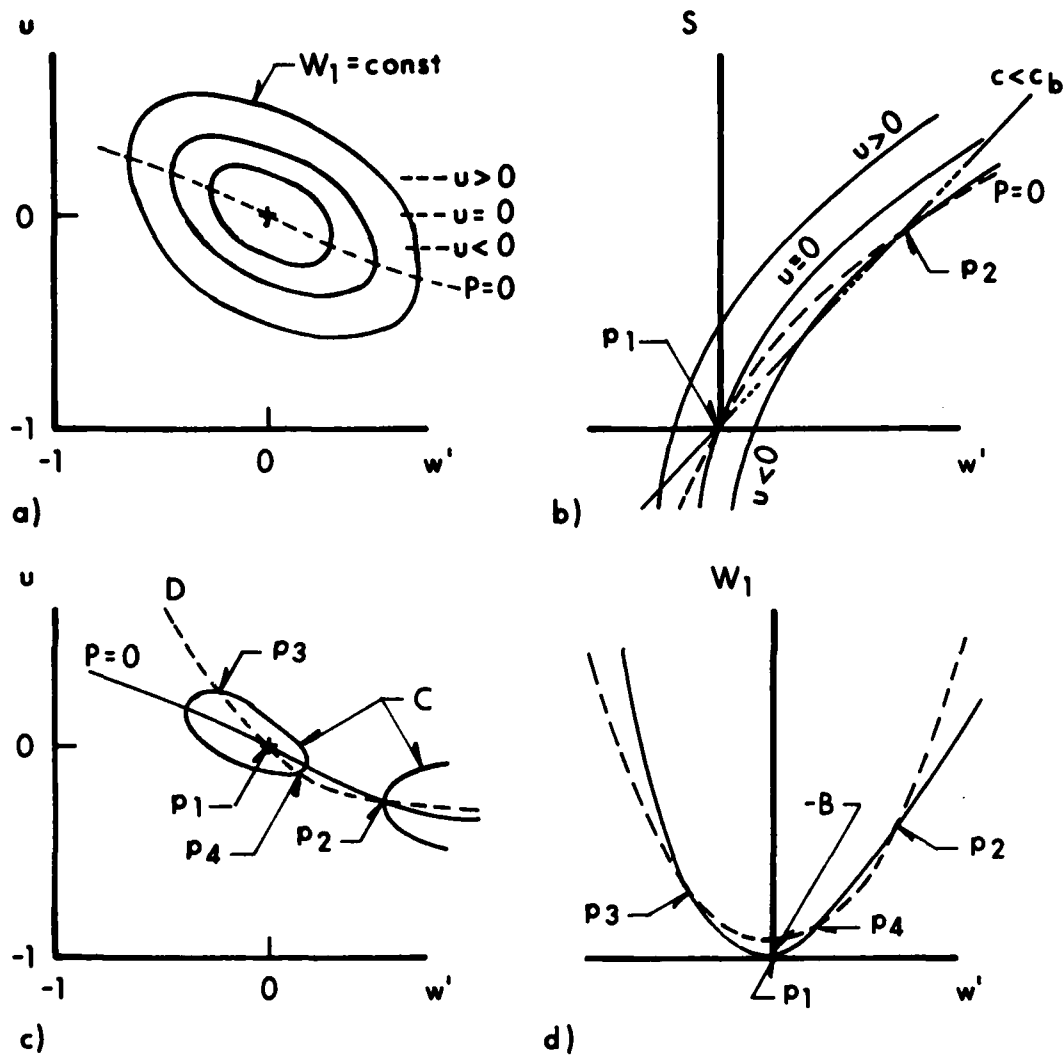 u
W1=const
u>0
u=0
u<0
P=0
0
-1
-1
0
w'
a)
S
c<cb
u>0
u≡0
P=0
p2
p1
u<0
w'
b)
u
D
P=0
p3
C
0
p1
p4
p2
-1
-1
0
w'
c)
W1
-B
p2
p3
p4
p1
w'
d)